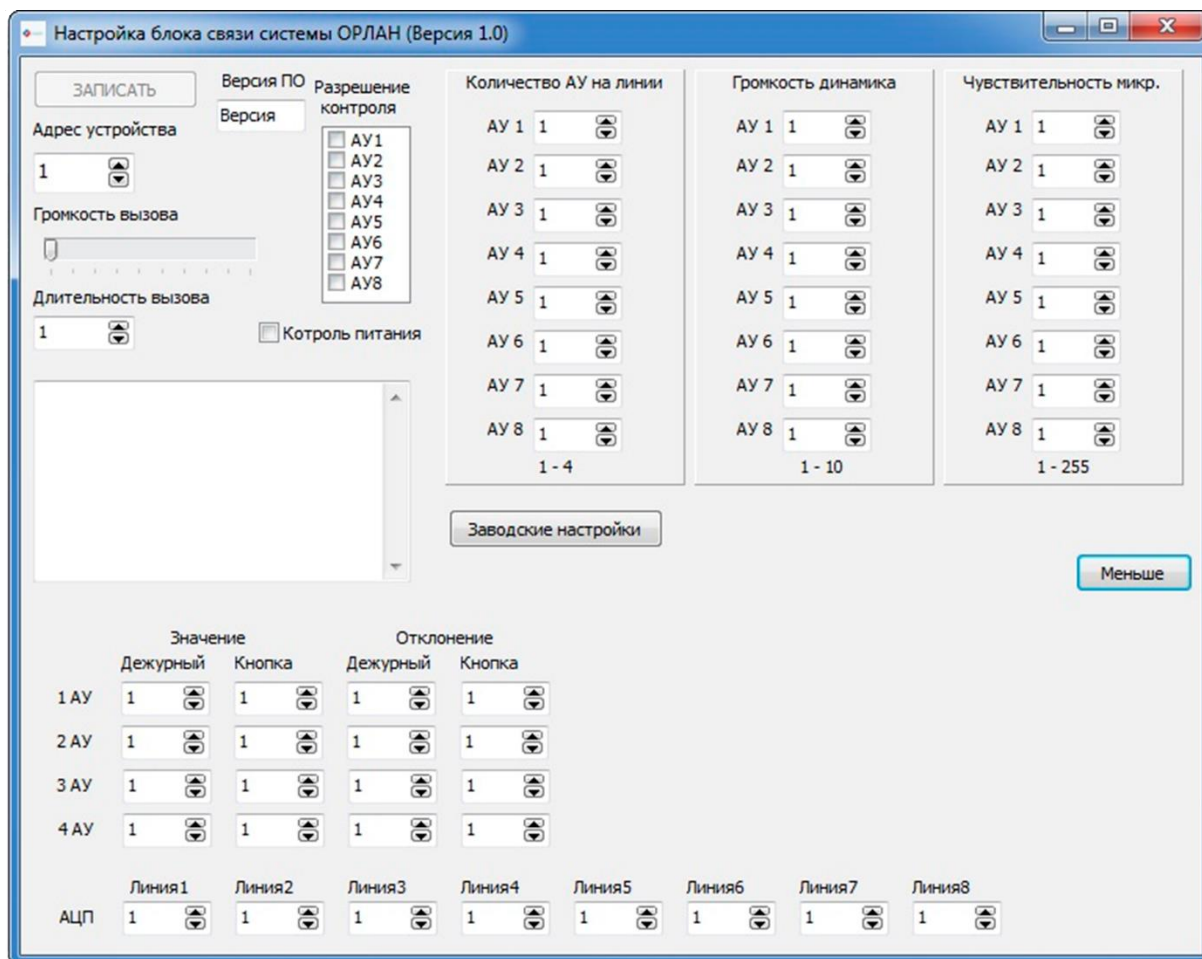 Настройка блока связи системы ОРЛАН (Версия 1.0)
ЗАПИСАТЬ
Версия ПО
Версия
Адрес устройства
1
Громкость вызова
Длительность вызова
1
Разрешение
контроля
АУ1
АУ2
АУ3
АУ4
АУ5
АУ6
АУ7
АУ8
Котроль питания
Количество АУ на линии
АУ 1 1
АУ 2 1
АУ 3 1
АУ 4 1
АУ 5 1
АУ 6 1
АУ 7 1
АУ 8 1
1 - 4
Громкость динамика
АУ 1 1
АУ 2 1
АУ 3 1
АУ 4 1
АУ 5 1
АУ 6 1
АУ 7 1
АУ 8 1
1 - 10
Чувствительность микр.
АУ 1 1
АУ 2 1
АУ 3 1
АУ 4 1
АУ 5 1
АУ 6 1
АУ 7 1
АУ 8 1
1 - 255
Заводские настройки
Меньше
Значение Отклонение
Дежурный Кнопка Дежурный Кнопка
1 АУ 1 1 1 1
2 АУ 1 1 1 1
3 АУ 1 1 1 1
4 АУ 1 1 1 1
Линия1 Линия2 Линия3 Линия4 Линия5 Линия6 Линия7 Линия8
АЦП 1 1 1 1 1 1 1 1